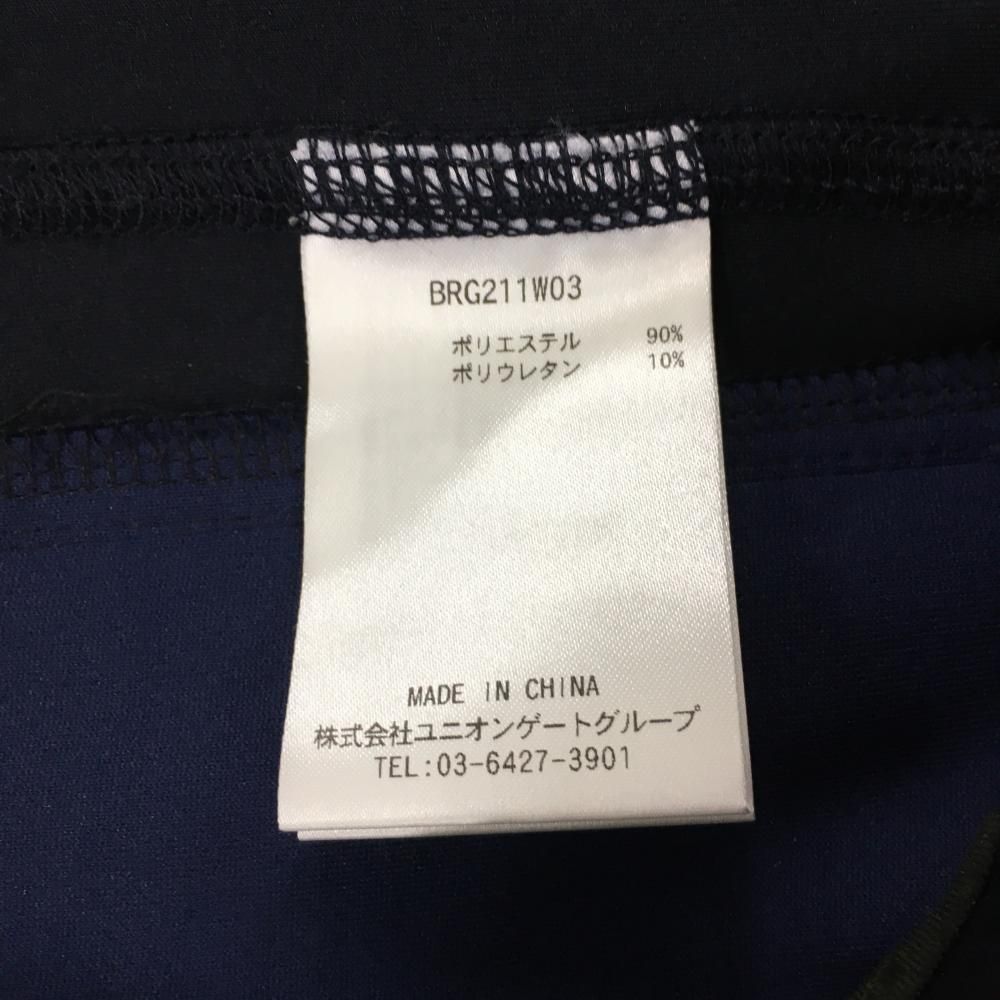 BRG211W03
ポリエステル 90%
ポリウレタン 10%
MADE IN CHINA
株式会社ユニオンゲートグループ
TEL:03-6427-3901